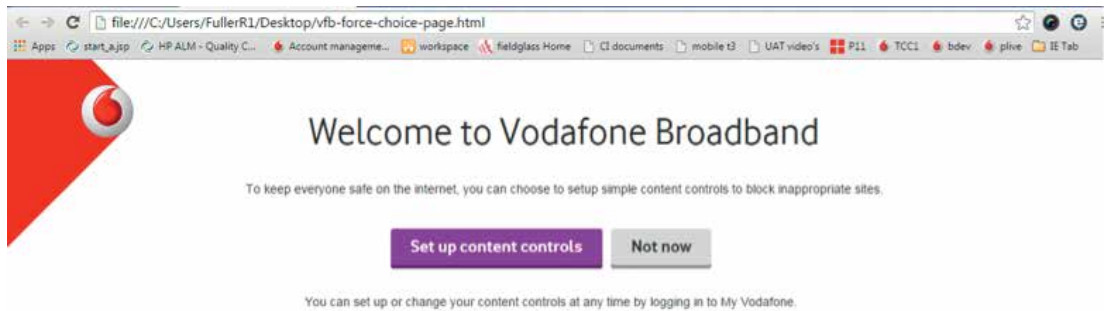 file:///C:/Users/FullerR1/Desktop/vfb-force-choice-page.html
Apps start_a.jsp HP ALM - Quality C... Account manageme... workspace fieldglass Home CI documents mobile t3 UAT video's P11 TCC1 bdev plive IE Tab
Welcome to Vodafone Broadband
To keep everyone safe on the internet, you can choose to setup simple content controls to block inappropriate sites.
Set up content controls Not now
You can set up or change your content controls at any time by logging in to My Vodafone.